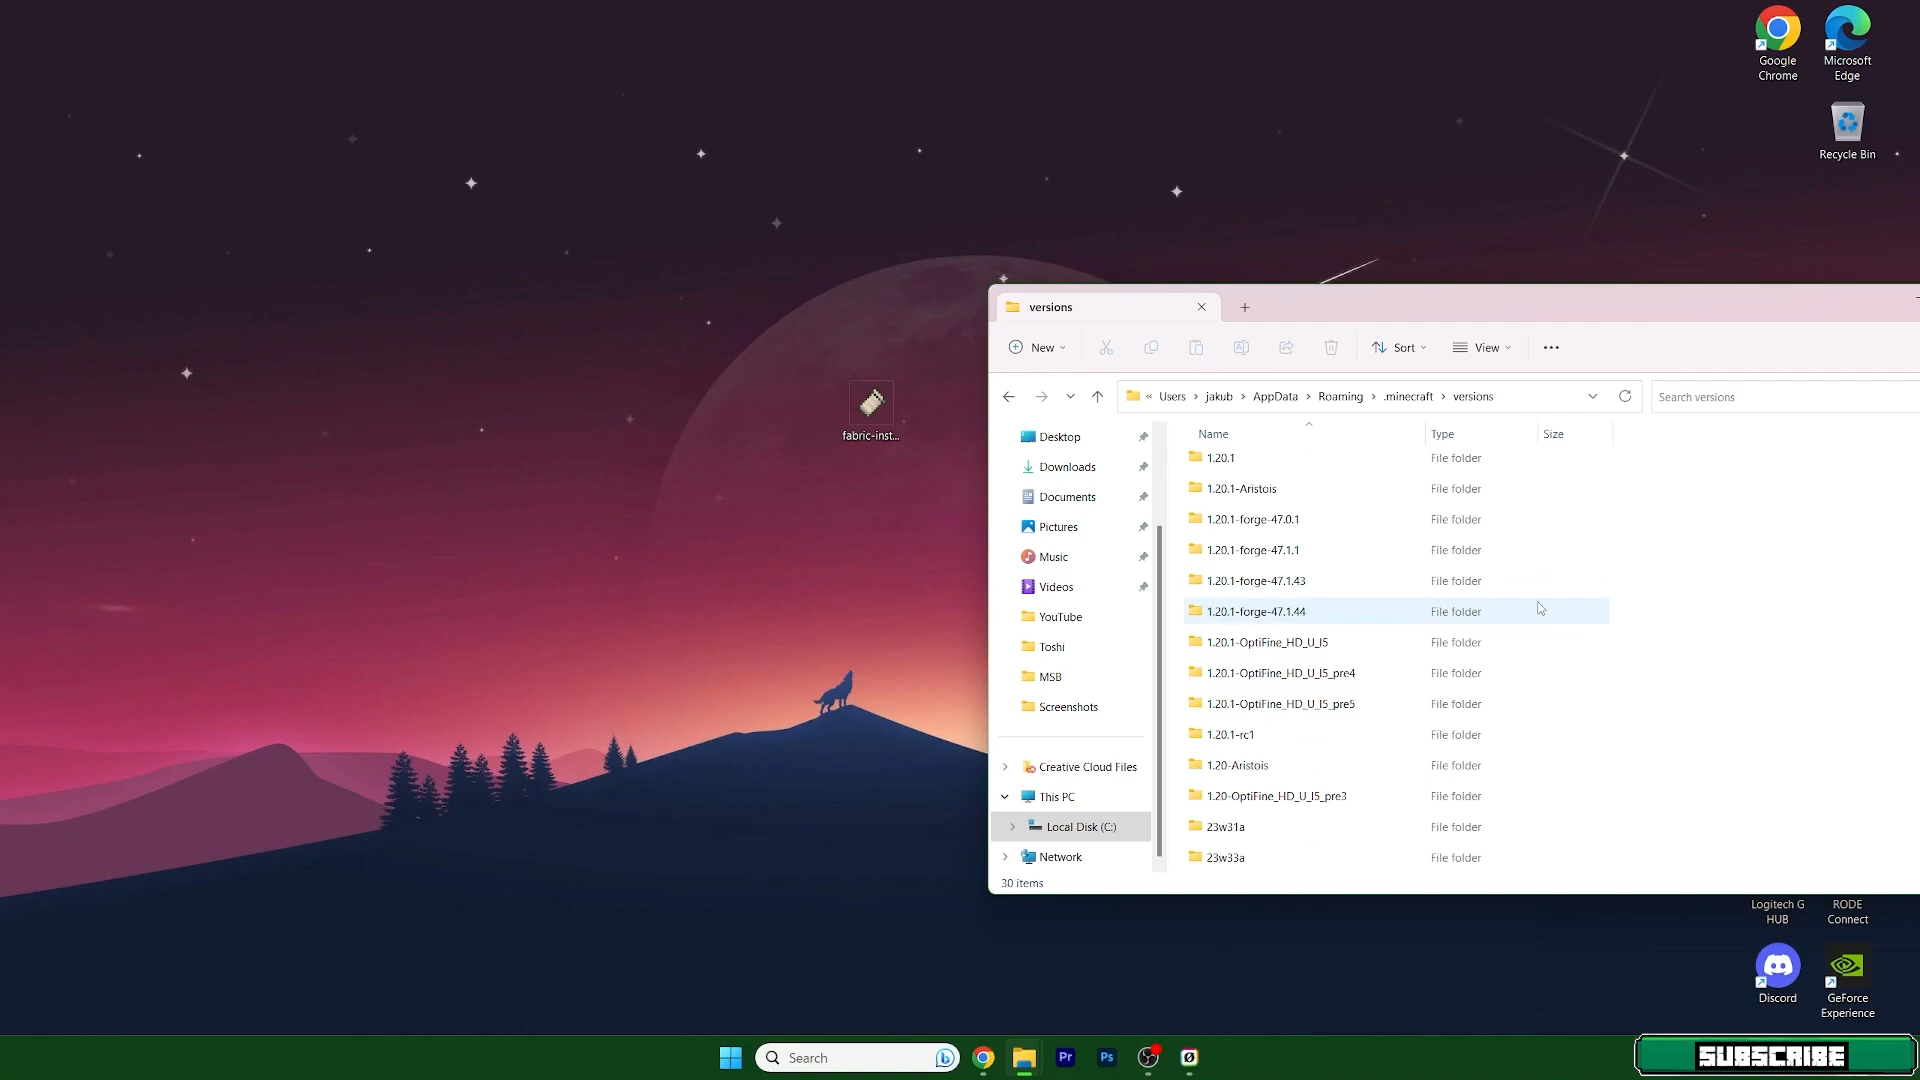 Google Chrome
Microsoft Edge
Recycle Bin
fabric-inst...
versions
New
Sort
View
« Users > jakub > AppData > Roaming > .minecraft > versions
Search versions
Desktop
Downloads
Documents
Pictures
Music
Videos
YouTube
Toshi
MSB
Screenshots
Creative Cloud Files
This PC
Local Disk (C:)
Network
Name Type Size
1.20.1 File folder
1.20.1-Aristois File folder
1.20.1-forge-47.0.1 File folder
1.20.1-forge-47.1.1 File folder
1.20.1-forge-47.1.43 File folder
1.20.1-forge-47.1.44 File folder
1.20.1-OptiFine_HD_U_I5 File folder
1.20.1-OptiFine_HD_U_I5_pre4 File folder
1.20.1-OptiFine_HD_U_I5_pre5 File folder
1.20.1-rc1 File folder
1.20-Aristois File folder
1.20-OptiFine_HD_U_I5_pre3 File folder
23w31a File folder
23w33a File folder
30 items
Logitech G HUB
RODE Connect
Discord
GeForce Experience
Search
Pr
Ps
SUBSCRIBE